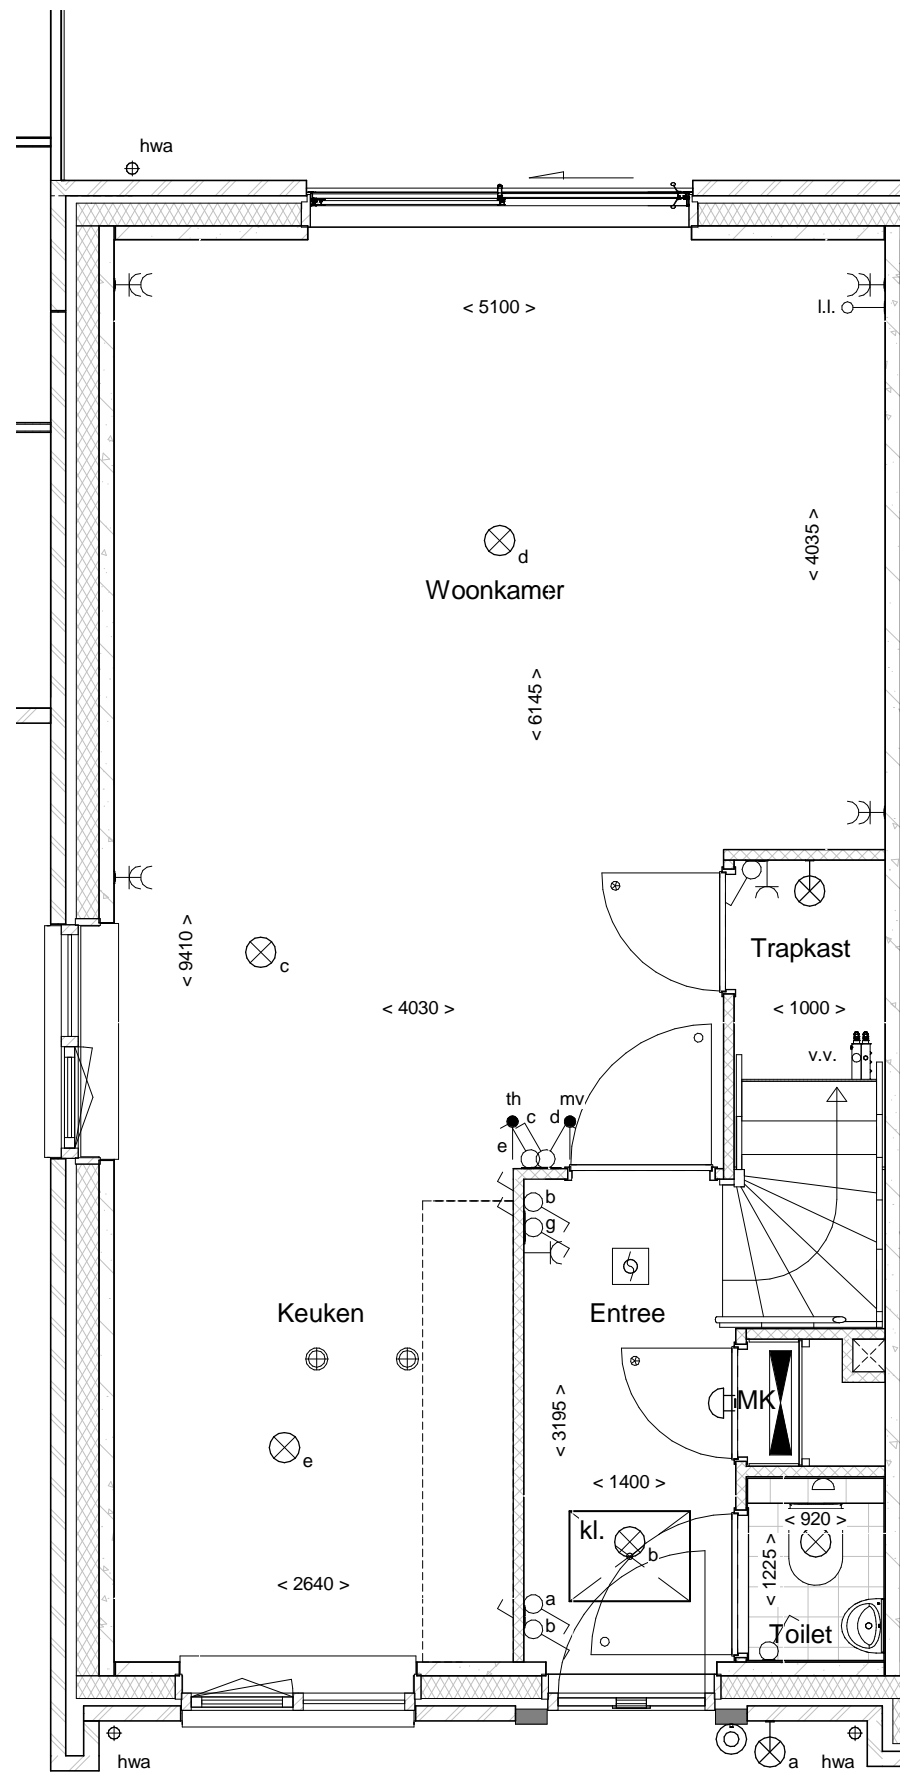 hwa
< 5100 >
l.l.
< 4035 >
d
Woonkamer
< 6145 >
< 9410 >
c
Trapkast
< 4030 >
< 1000 >
v.v.
th
c
d
mv
e
b
g
Keuken
Entree
MK
< 3195 >
e
< 1400 >
< 920 >
kl.
b
< 1225 >
< 2640 >
a
b
Toilet
hwa
a
hwa